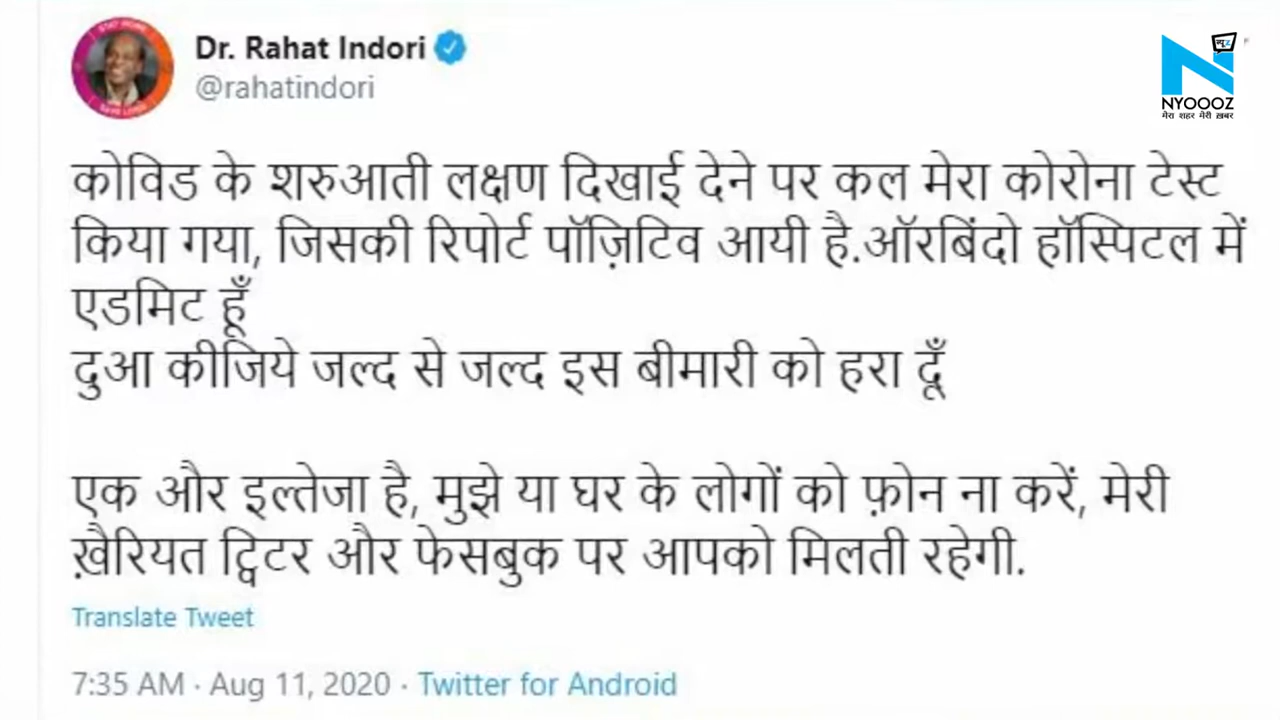 Dr. Rahat Indori
@rahatindori
न्यूज़
NYOOOZ
मेरा शहर मेरी ख़बर
कोविड के शरुआती लक्षण दिखाई देने पर कल मेरा कोरोना टेस्ट
किया गया, जिसकी रिपोर्ट पॉज़िटिव आयी है.ऑरबिंदो हॉस्पिटल में
एडमिट हूँ
दुआ कीजिये जल्द से जल्द इस बीमारी को हरा दूँ
एक और इल्तेजा है, मुझे या घर के लोगों को फ़ोन ना करें, मेरी
ख़ैरियत ट्विटर और फेसबुक पर आपको मिलती रहेगी.
Translate Tweet
7:35 AM · Aug 11, 2020 · Twitter for Android